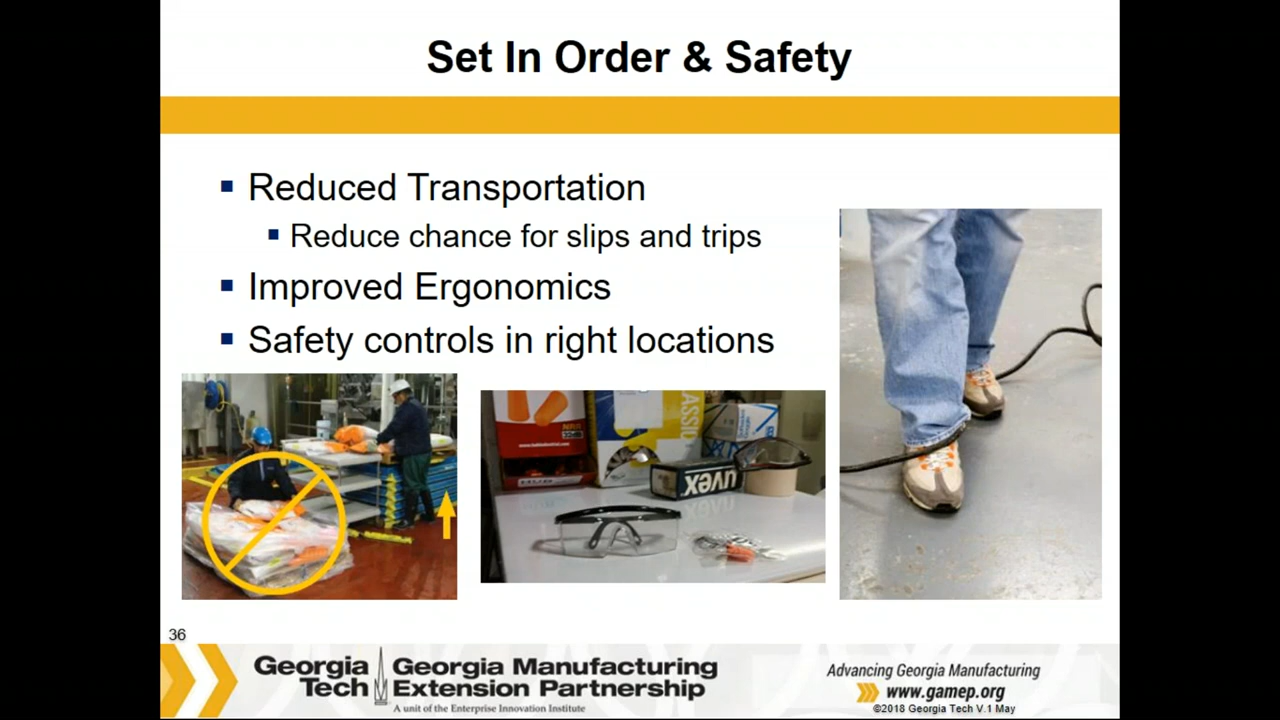 Set In Order & Safety
Reduced Transportation
Reduce chance for slips and trips
Improved Ergonomics
Safety controls in right locations
uvex
36
Georgia Tech
Georgia Manufacturing
Extension Partnership
A unit of the Enterprise Innovation Institute
Advancing Georgia Manufacturing
www.gamep.org
©2018 Georgia Tech V.1 May